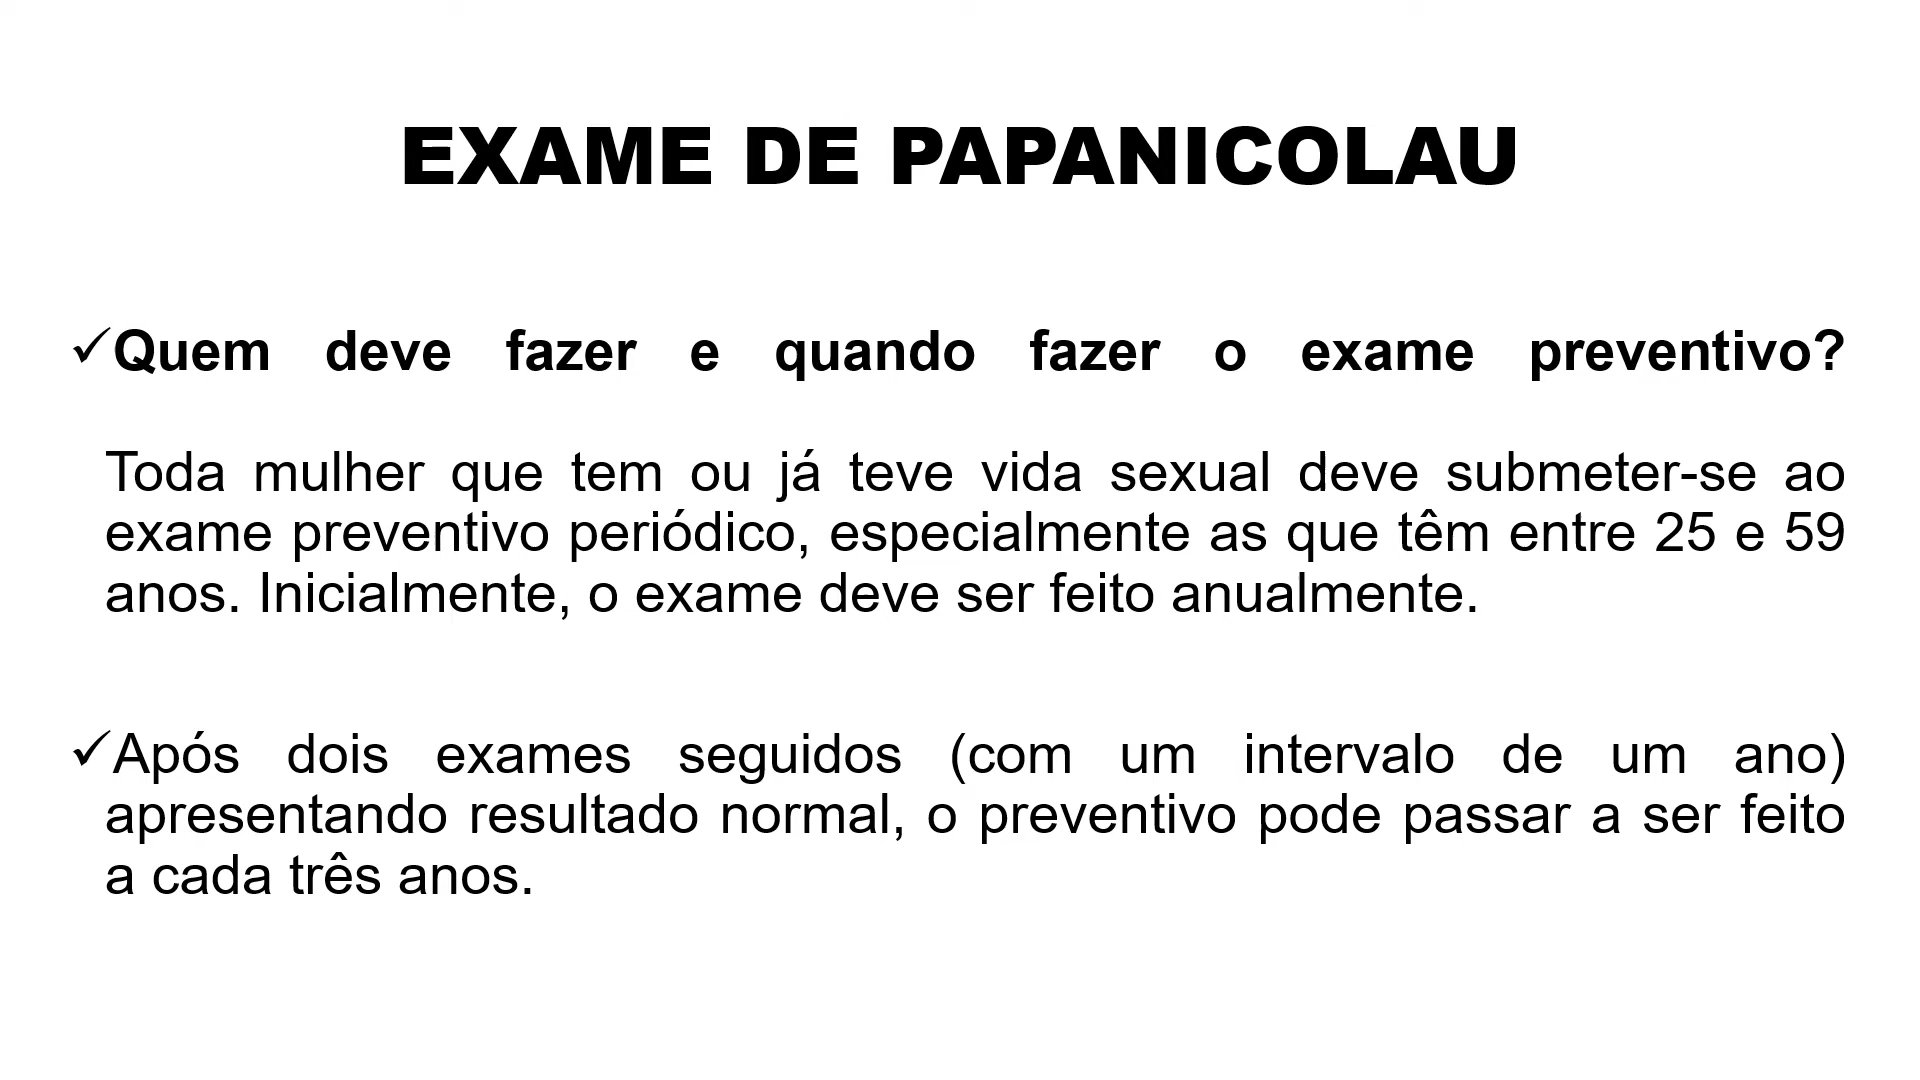 EXAME DE PAPANICOLAU
✓Quem deve fazer e quando fazer o exame preventivo?
Toda mulher que tem ou já teve vida sexual deve submeter-se ao
exame preventivo periódico, especialmente as que têm entre 25 e 59
anos. Inicialmente, o exame deve ser feito anualmente.
✓Após dois exames seguidos (com um intervalo de um ano)
apresentando resultado normal, o preventivo pode passar a ser feito
a cada três anos.